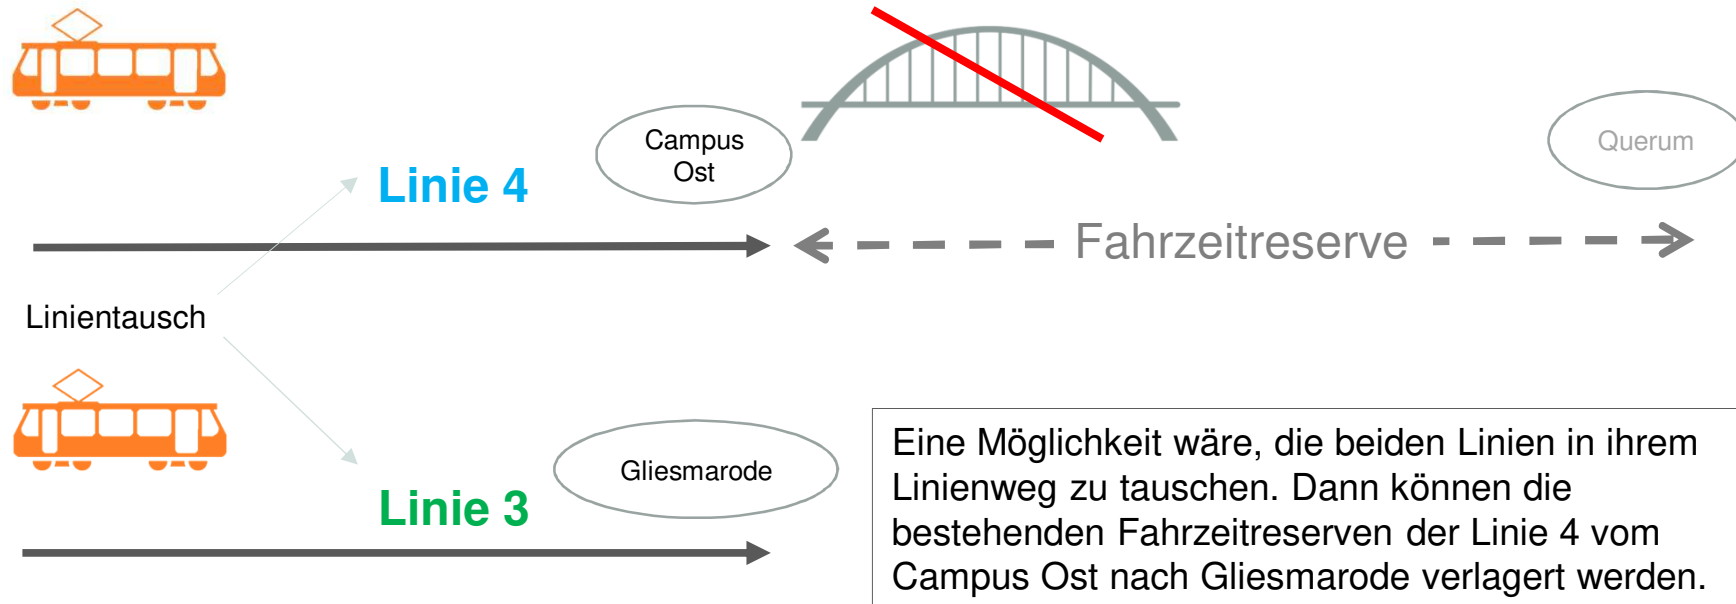 Campus
Ost
Querum
Linie 4
Fahrzeitreserve
Linientausch
Gliesmarode
Linie 3
Eine Möglichkeit wäre, die beiden Linien in ihrem
Linienweg zu tauschen. Dann können die
bestehenden Fahrzeitreserven der Linie 4 vom
Campus Ost nach Gliesmarode verlagert werden.